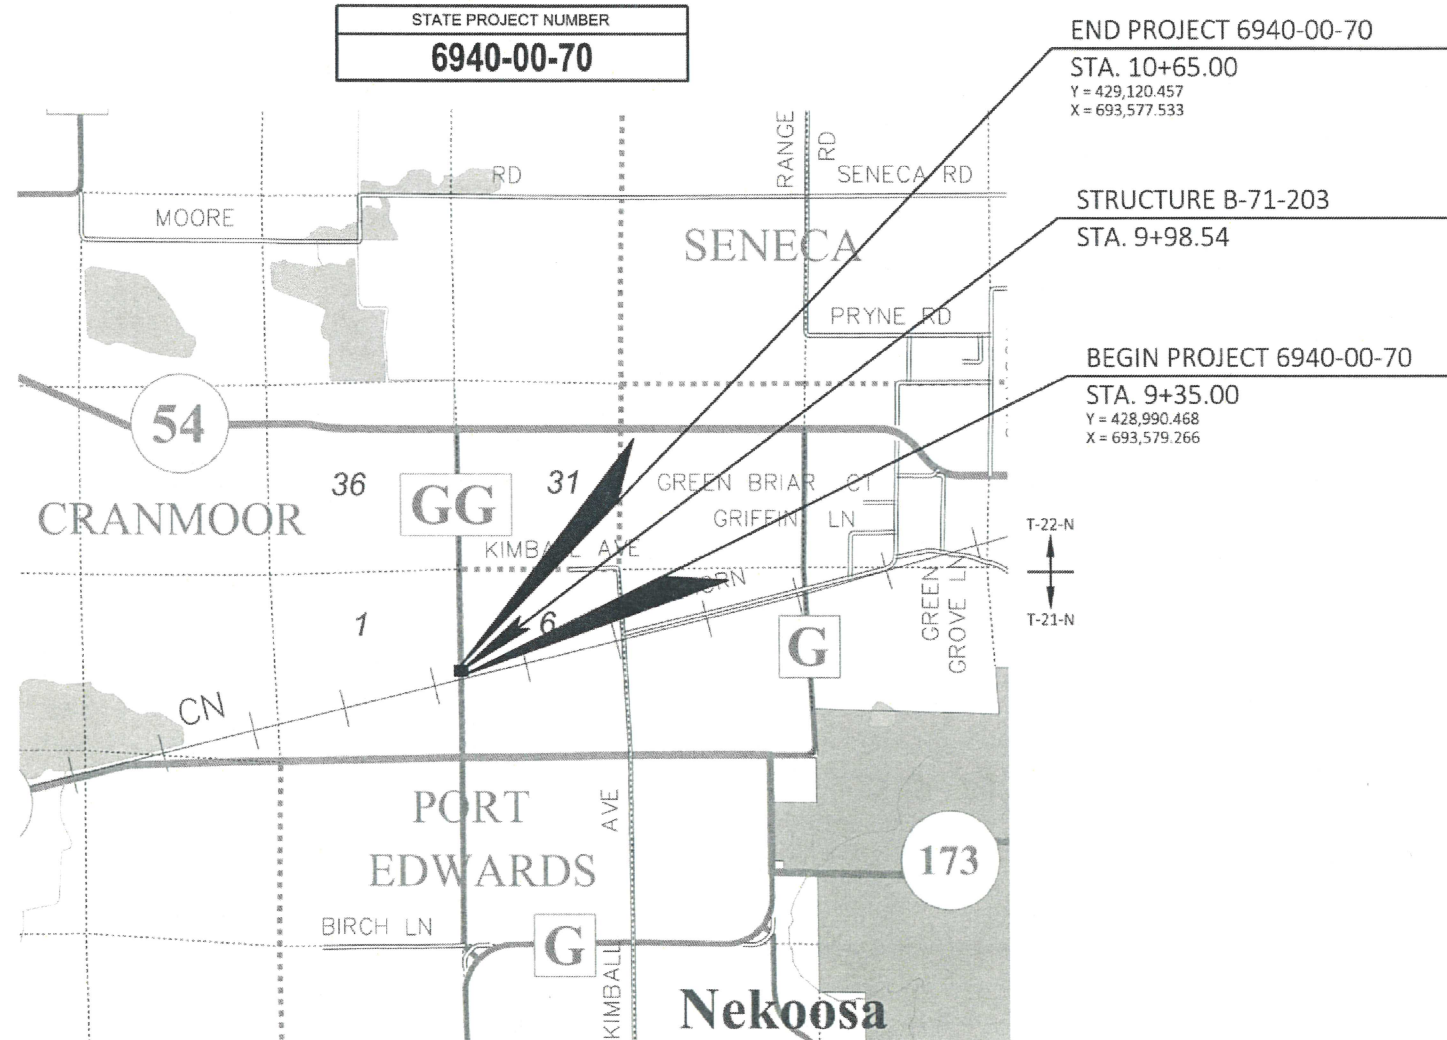 STATE PROJECT NUMBER
6940-00-70
END PROJECT 6940-00-70
STA. 10+65.00
Y = 429,120.457
X = 693,577.533
STRUCTURE B-71-203
STA. 9+98.54
BEGIN PROJECT 6940-00-70
STA. 9+35.00
Y = 428,990.468
X = 693,579.266
RANGE RD
RD
SENECA RD
MOORE
SENECA
PRYNE RD
54
36
GG
31
GREEN BRIAR CT
CRANMOOR
GRIFFIN LN
KIMBALL AVE
T-22-N
T-21-N
1
6
GREEN GROVE LN
G
CN
PORT
EDWARDS
AVE
173
BIRCH LN
G
KIMBALL
Nekoosa